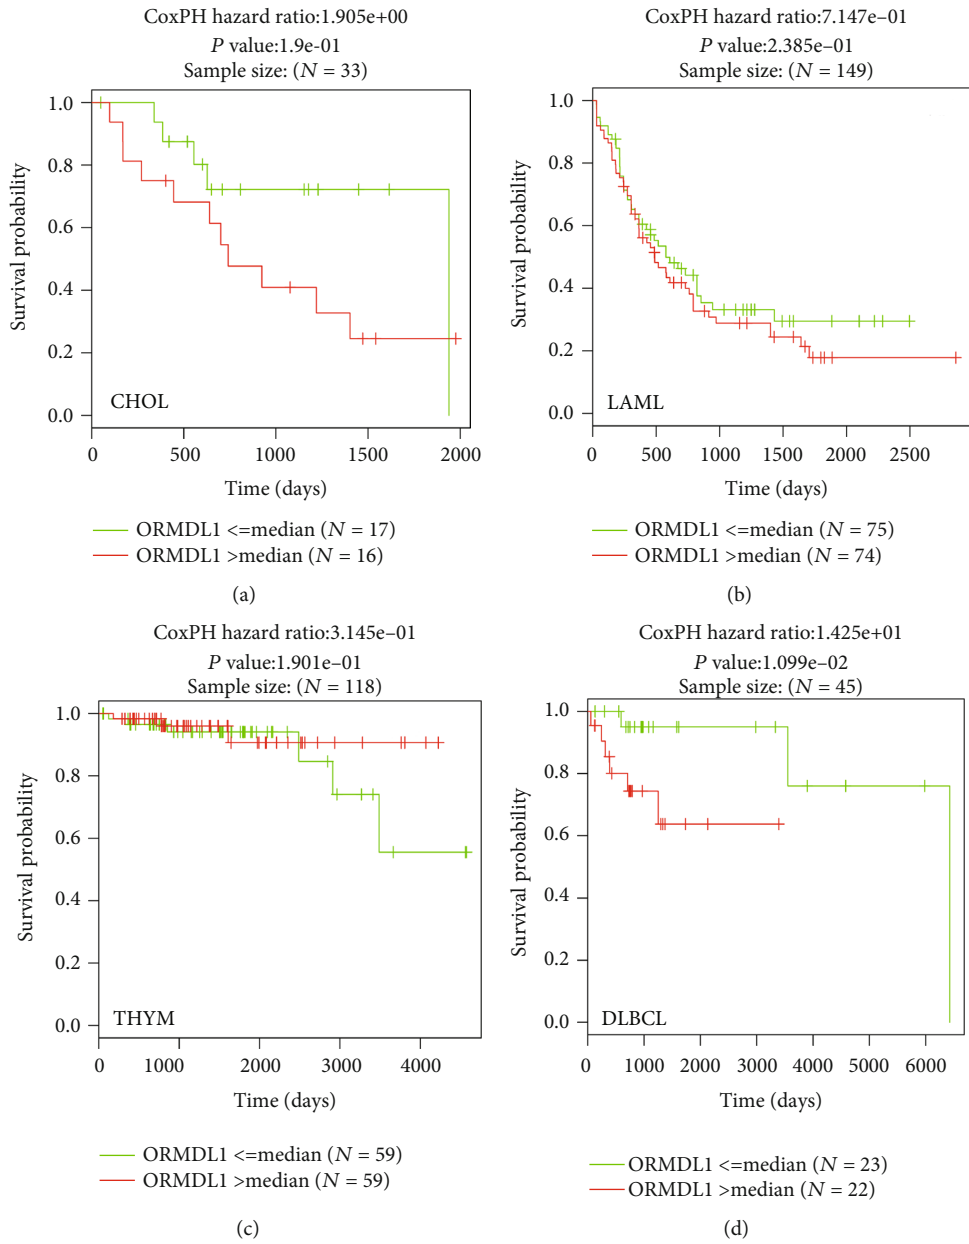 CoxPH hazard ratio:1.905e+00
P value:1.9e-01
Sample size: (N = 33)
1.0
0.8
0.6
0.4
0.2
0.0
Survival probability
CHOL
0 500 1000 1500 2000
Time (days)
ORMDL1 <=median (N = 17)
ORMDL1 >median (N = 16)
(a)
CoxPH hazard ratio:7.147e–01
P value:2.385e–01
Sample size: (N = 149)
1.0
0.8
0.6
0.4
0.2
0.0
Survival probability
LAML
0 500 1000 1500 2000 2500
Time (days)
ORMDL1 <=median (N = 75)
ORMDL1 >median (N = 74)
(b)
CoxPH hazard ratio:3.145e–01
P value:1.901e–01
Sample size: (N = 118)
1.0
0.8
0.6
0.4
0.2
0.0
Survival probability
THYM
0 1000 2000 3000 4000
Time (days)
ORMDL1 <=median (N = 59)
ORMDL1 >median (N = 59)
(c)
CoxPH hazard ratio:1.425e+01
P value:1.099e–02
Sample size: (N = 45)
1.0
0.8
0.6
0.4
0.2
0.0
Survival probability
DLBCL
0 1000 2000 3000 4000 5000 6000
Time (days)
ORMDL1 <=median (N = 23)
ORMDL1 >median (N = 22)
(d)